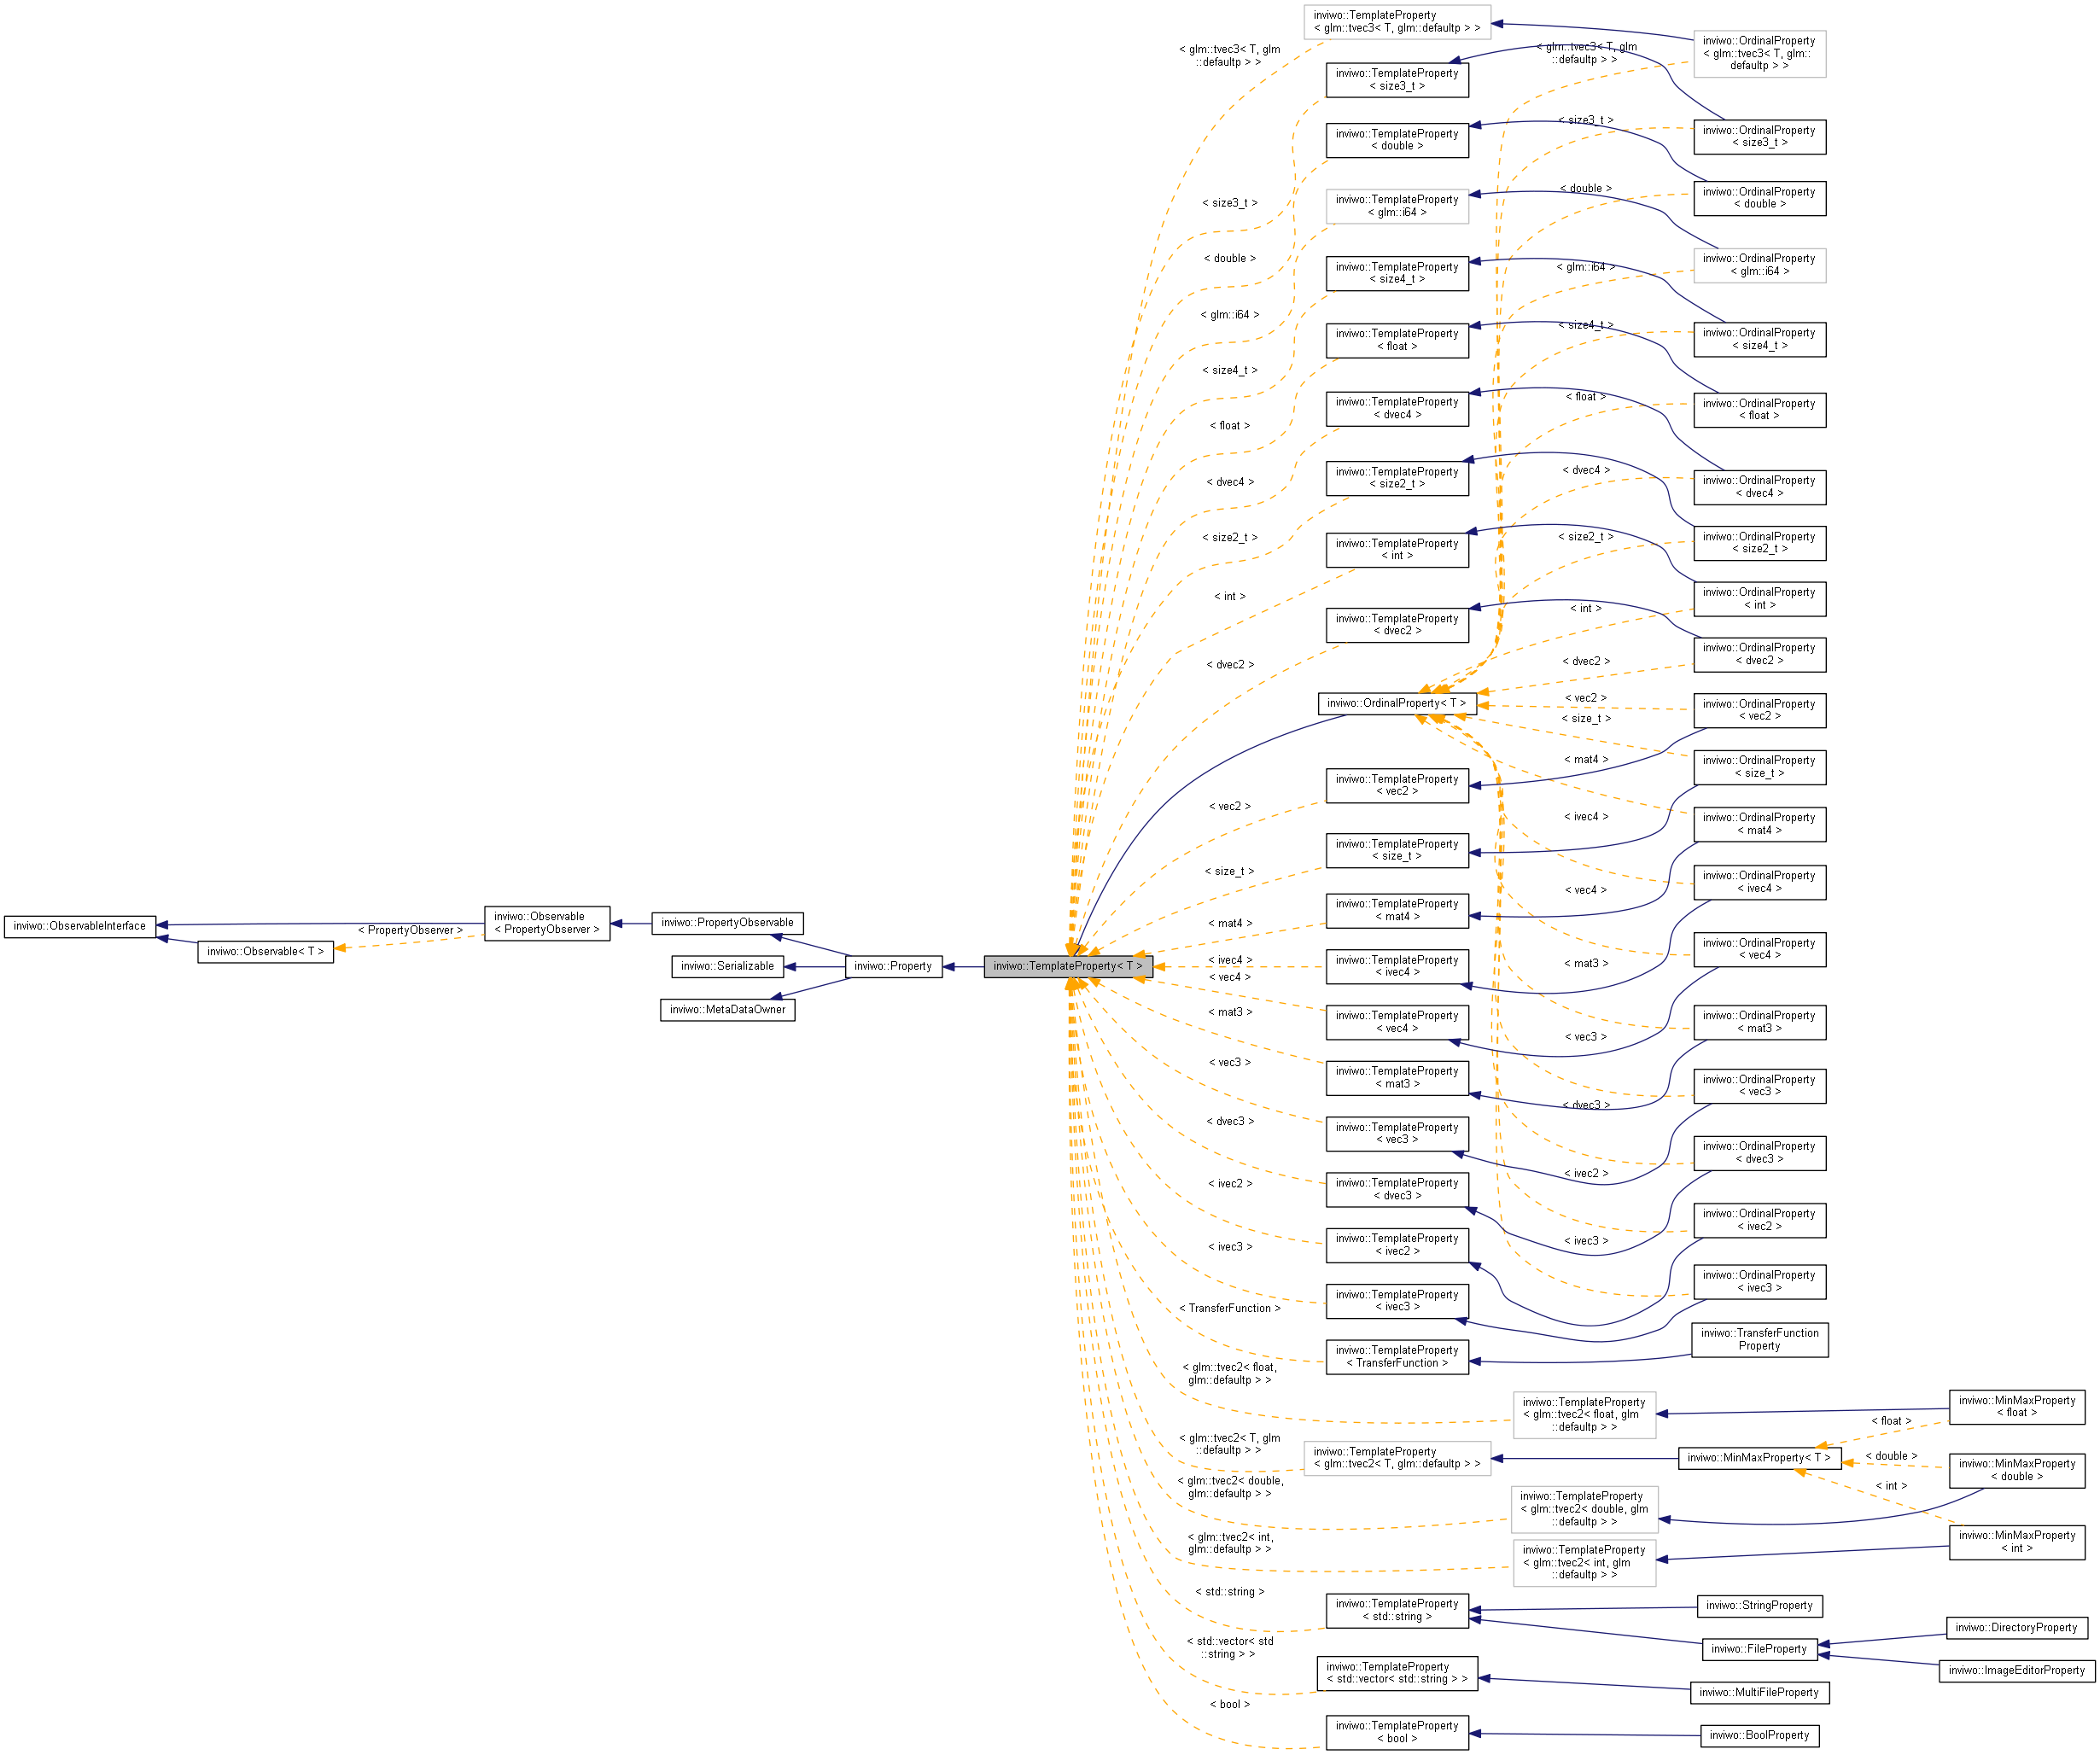 inviwo::ObservableInterface
inviwo::Observable
< PropertyObserver >
inviwo::Observable< T >
< PropertyObserver >
inviwo::PropertyObservable
inviwo::Serializable
inviwo::MetaDataOwner
inviwo::Property
inviwo::TemplateProperty< T >
< glm::tvec3< T, glm
::defaultp > >
< size3_t >
< double >
< glm::i64 >
< size4_t >
< float >
< dvec4 >
< size2_t >
< int >
< dvec2 >
< vec2 >
< size_t >
< mat4 >
< ivec4 >
< vec4 >
< mat3 >
< vec3 >
< dvec3 >
< ivec2 >
< ivec3 >
< TransferFunction >
< glm::tvec2< float,
glm::defaultp > >
< glm::tvec2< T, glm
::defaultp > >
< glm::tvec2< double,
glm::defaultp > >
< glm::tvec2< int,
glm::defaultp > >
< std::string >
< std::vector< std
::string > >
< bool >
inviwo::TemplateProperty
< glm::tvec3< T, glm::defaultp > >
inviwo::TemplateProperty
< size3_t >
inviwo::TemplateProperty
< double >
inviwo::TemplateProperty
< glm::i64 >
inviwo::TemplateProperty
< size4_t >
inviwo::TemplateProperty
< float >
inviwo::TemplateProperty
< dvec4 >
inviwo::TemplateProperty
< size2_t >
inviwo::TemplateProperty
< int >
inviwo::TemplateProperty
< dvec2 >
inviwo::OrdinalProperty< T >
inviwo::TemplateProperty
< vec2 >
inviwo::TemplateProperty
< size_t >
inviwo::TemplateProperty
< mat4 >
inviwo::TemplateProperty
< ivec4 >
inviwo::TemplateProperty
< vec4 >
inviwo::TemplateProperty
< mat3 >
inviwo::TemplateProperty
< vec3 >
inviwo::TemplateProperty
< dvec3 >
inviwo::TemplateProperty
< ivec2 >
inviwo::TemplateProperty
< ivec3 >
inviwo::TemplateProperty
< TransferFunction >
inviwo::TemplateProperty
< glm::tvec2< float, glm
::defaultp > >
inviwo::TemplateProperty
< glm::tvec2< T, glm::defaultp > >
inviwo::TemplateProperty
< glm::tvec2< double, glm
::defaultp > >
inviwo::TemplateProperty
< glm::tvec2< int, glm
::defaultp > >
inviwo::TemplateProperty
< std::string >
inviwo::TemplateProperty
< std::vector< std::string > >
inviwo::TemplateProperty
< bool >
< glm::tvec3< T, glm
::defaultp > >
< size3_t >
< double >
< glm::i64 >
< size4_t >
< float >
< dvec4 >
< size2_t >
< int >
< dvec2 >
< vec2 >
< size_t >
< mat4 >
< ivec4 >
< vec4 >
< mat3 >
< vec3 >
< dvec3 >
< ivec2 >
< ivec3 >
inviwo::OrdinalProperty
< glm::tvec3< T, glm::
defaultp > >
inviwo::OrdinalProperty
< size3_t >
inviwo::OrdinalProperty
< double >
inviwo::OrdinalProperty
< glm::i64 >
inviwo::OrdinalProperty
< size4_t >
inviwo::OrdinalProperty
< float >
inviwo::OrdinalProperty
< dvec4 >
inviwo::OrdinalProperty
< size2_t >
inviwo::OrdinalProperty
< int >
inviwo::OrdinalProperty
< dvec2 >
inviwo::OrdinalProperty
< vec2 >
inviwo::OrdinalProperty
< size_t >
inviwo::OrdinalProperty
< mat4 >
inviwo::OrdinalProperty
< ivec4 >
inviwo::OrdinalProperty
< vec4 >
inviwo::OrdinalProperty
< mat3 >
inviwo::OrdinalProperty
< vec3 >
inviwo::OrdinalProperty
< dvec3 >
inviwo::OrdinalProperty
< ivec2 >
inviwo::OrdinalProperty
< ivec3 >
inviwo::TransferFunction
Property
inviwo::MinMaxProperty< T >
inviwo::StringProperty
inviwo::FileProperty
inviwo::MultiFileProperty
inviwo::BoolProperty
< float >
< double >
< int >
inviwo::MinMaxProperty
< float >
inviwo::MinMaxProperty
< double >
inviwo::MinMaxProperty
< int >
inviwo::DirectoryProperty
inviwo::ImageEditorProperty